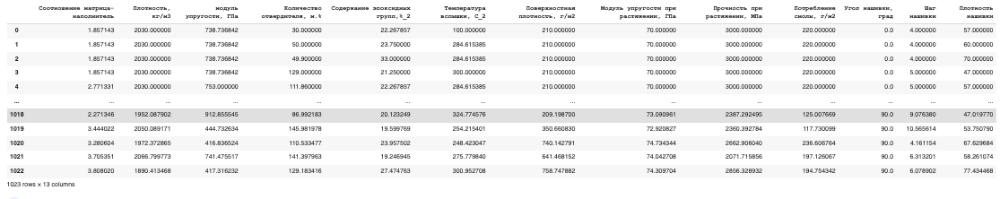 Соотношение матрица-наполнитель Плотность, кг/м3 модуль упругости, ГПа Количество отвердителя, м.% Содержание эпоксидных групп,%_2 Температура вспышки, С_2 Поверхностная плотность, г/м2 Модуль упругости при растяжении, ГПа Прочность при растяжении, МПа Потребление смолы, г/м2 Угол нашивки, град Шаг нашивки Плотность нашивки
0 1.857143 2030.000000 738.736842 30.000000 22.267857 100.000000 210.000000 70.000000 3000.000000 220.000000 0.0 4.000000 57.000000
1 1.857143 2030.000000 738.736842 50.000000 23.750000 284.615385 210.000000 70.000000 3000.000000 220.000000 0.0 4.000000 60.000000
2 1.857143 2030.000000 738.736842 49.900000 33.000000 284.615385 210.000000 70.000000 3000.000000 220.000000 0.0 4.000000 70.000000
3 1.857143 2030.000000 738.736842 129.000000 21.250000 300.000000 210.000000 70.000000 3000.000000 220.000000 0.0 5.000000 47.000000
4 2.771331 2030.000000 753.000000 111.860000 22.267857 284.615385 210.000000 70.000000 3000.000000 220.000000 0.0 5.000000 57.000000
... ... ... ... ... ... ... ... ... ... ... ... ... ...
1018 2.271346 1952.087902 912.855545 86.992183 20.123249 324.774576 209.198700 73.090961 2387.292495 125.007669 90.0 9.076380 47.019770
1019 3.444022 2050.089171 444.732634 145.981978 19.599769 254.215401 350.660830 72.920827 2360.392784 117.730099 90.0 10.565614 53.750790
1020 3.280604 1972.372865 416.836524 110.533477 23.957502 248.423047 740.142791 74.734344 2662.906040 236.606764 90.0 4.161154 67.629684
1021 3.705351 2066.799773 741.475517 141.397963 19.246945 275.779840 641.468152 74.042708 2071.715856 197.126067 90.0 6.313201 58.261074
1022 3.808020 1890.413468 417.316232 129.183416 27.474763 300.952708 758.747882 74.309704 2856.328932 194.754342 90.0 6.078902 77.434468
1023 rows × 13 columns